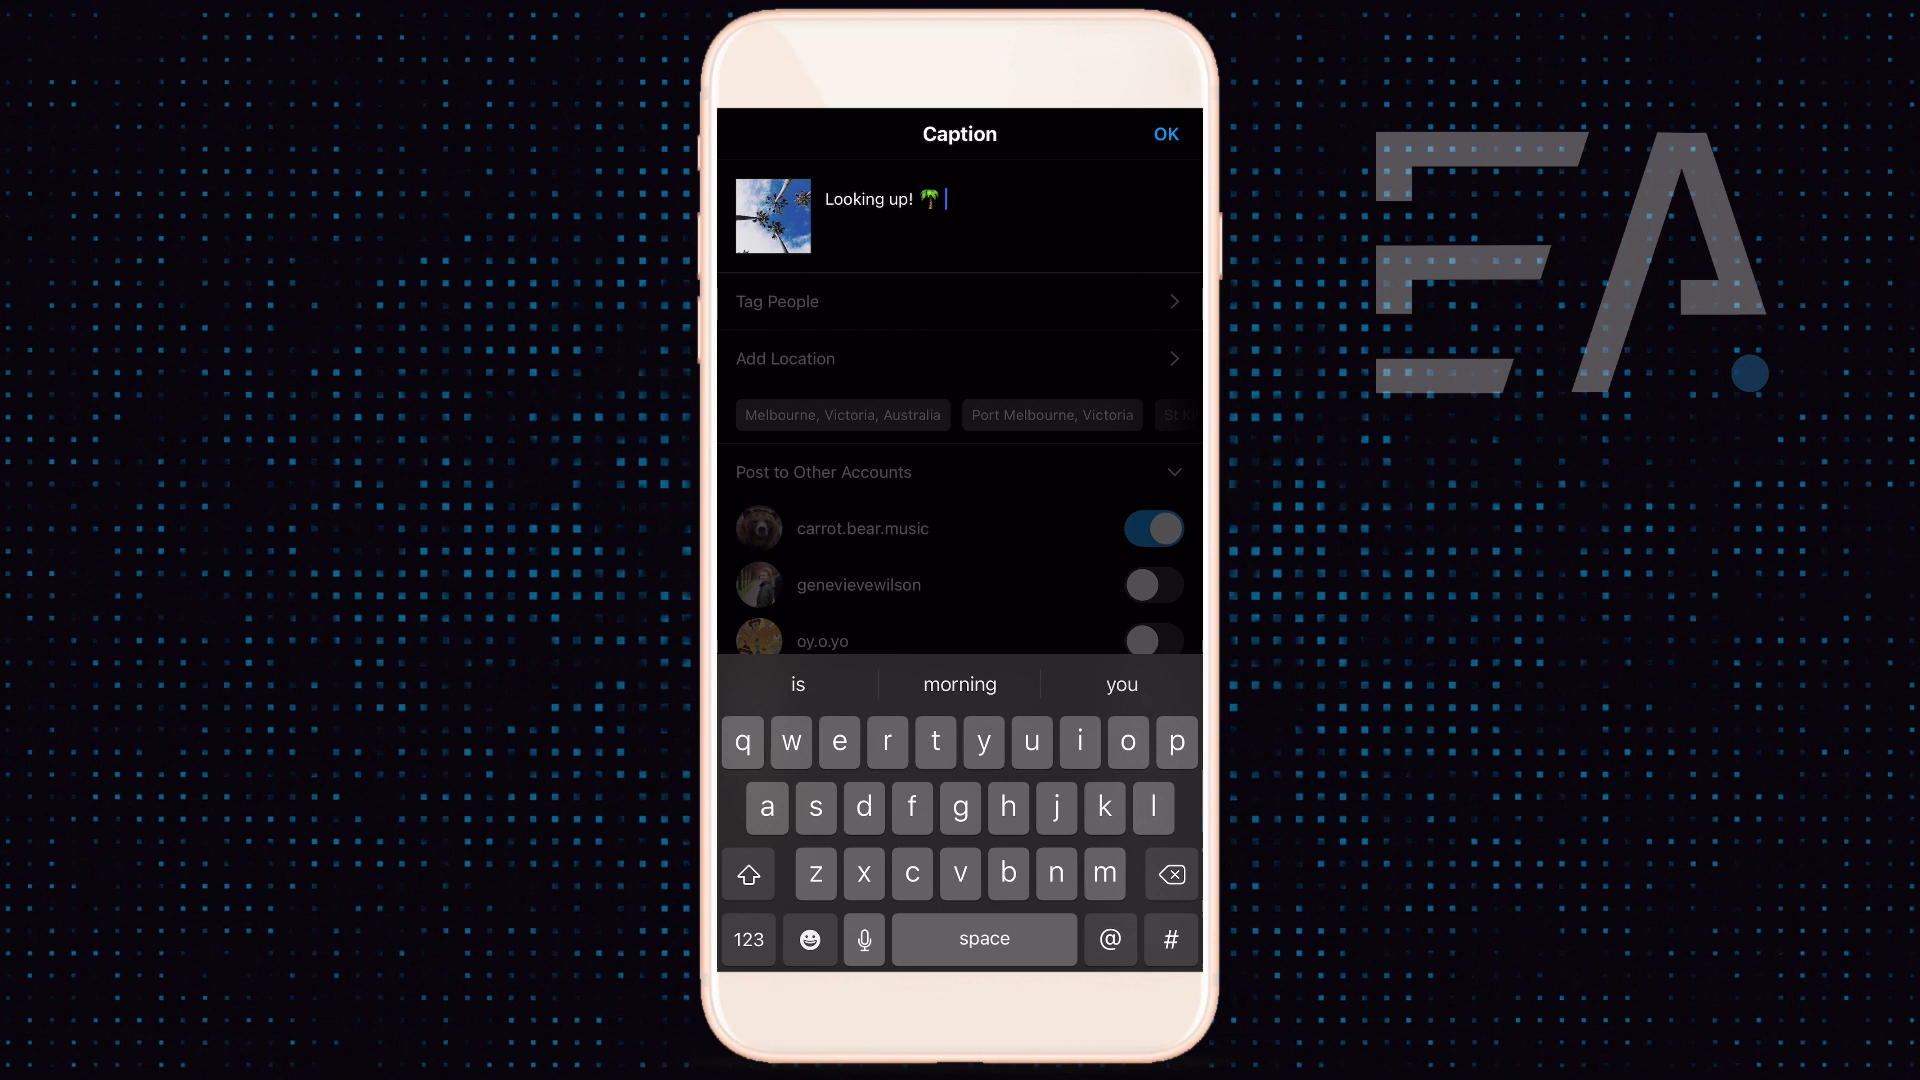 Caption
OK
Looking up! 🌴
Tag People
Add Location
Melbourne, Victoria, Australia
Port Melbourne, Victoria
Post to Other Accounts
carrot.bear.music
genevievewilson
oy.o.yo
is morning you
q w e r t y u i o p
a s d f g h j k l
z x c v b n m
123 space @ #
EA.